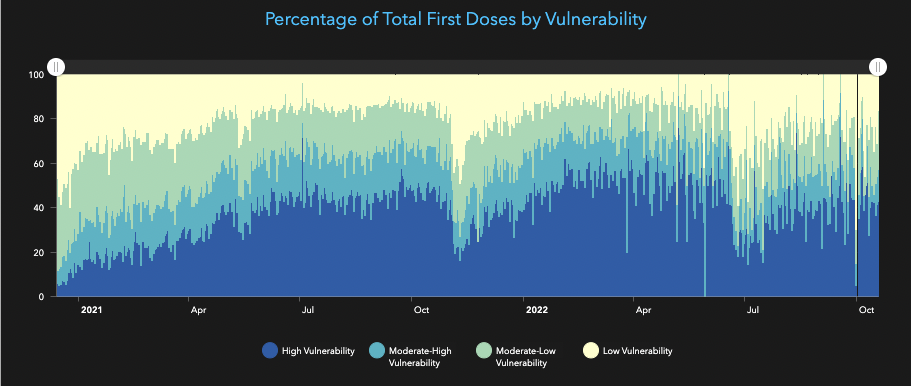 Percentage of Total First Doses by Vulnerability
100
80
60
40
20
0
2021 Apr Jul Oct 2022 Apr Jul Oct
High Vulnerability Moderate-High Vulnerability Moderate-Low Vulnerability Low Vulnerability